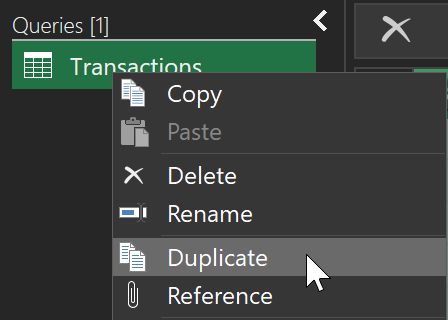 Queries [1]
Transactions
Copy
Paste
Delete
Rename
Duplicate
Reference